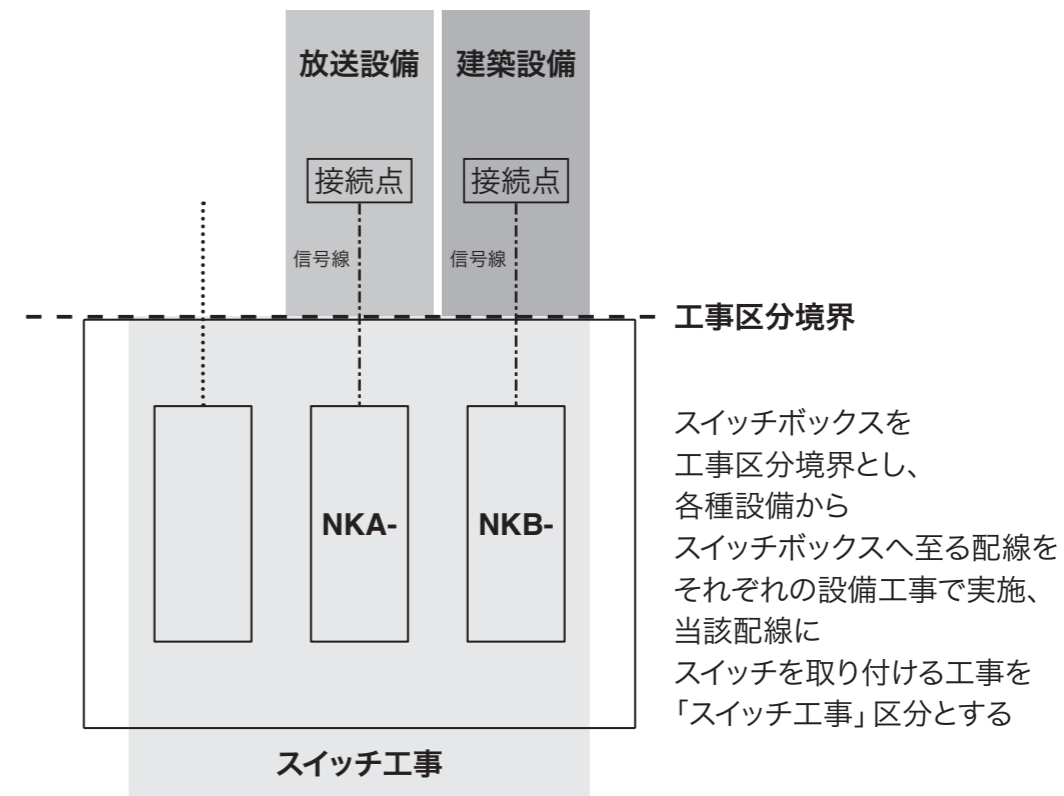 放送設備
建築設備
接続点
接続点
信号線
信号線
工事区分境界
NKA-
NKB-
スイッチボックスを
工事区分境界とし、
各種設備から
スイッチボックスへ至る配線を
それぞれの設備工事で実施、
当該配線に
スイッチを取り付ける工事を
「スイッチ工事」区分とする
スイッチ工事